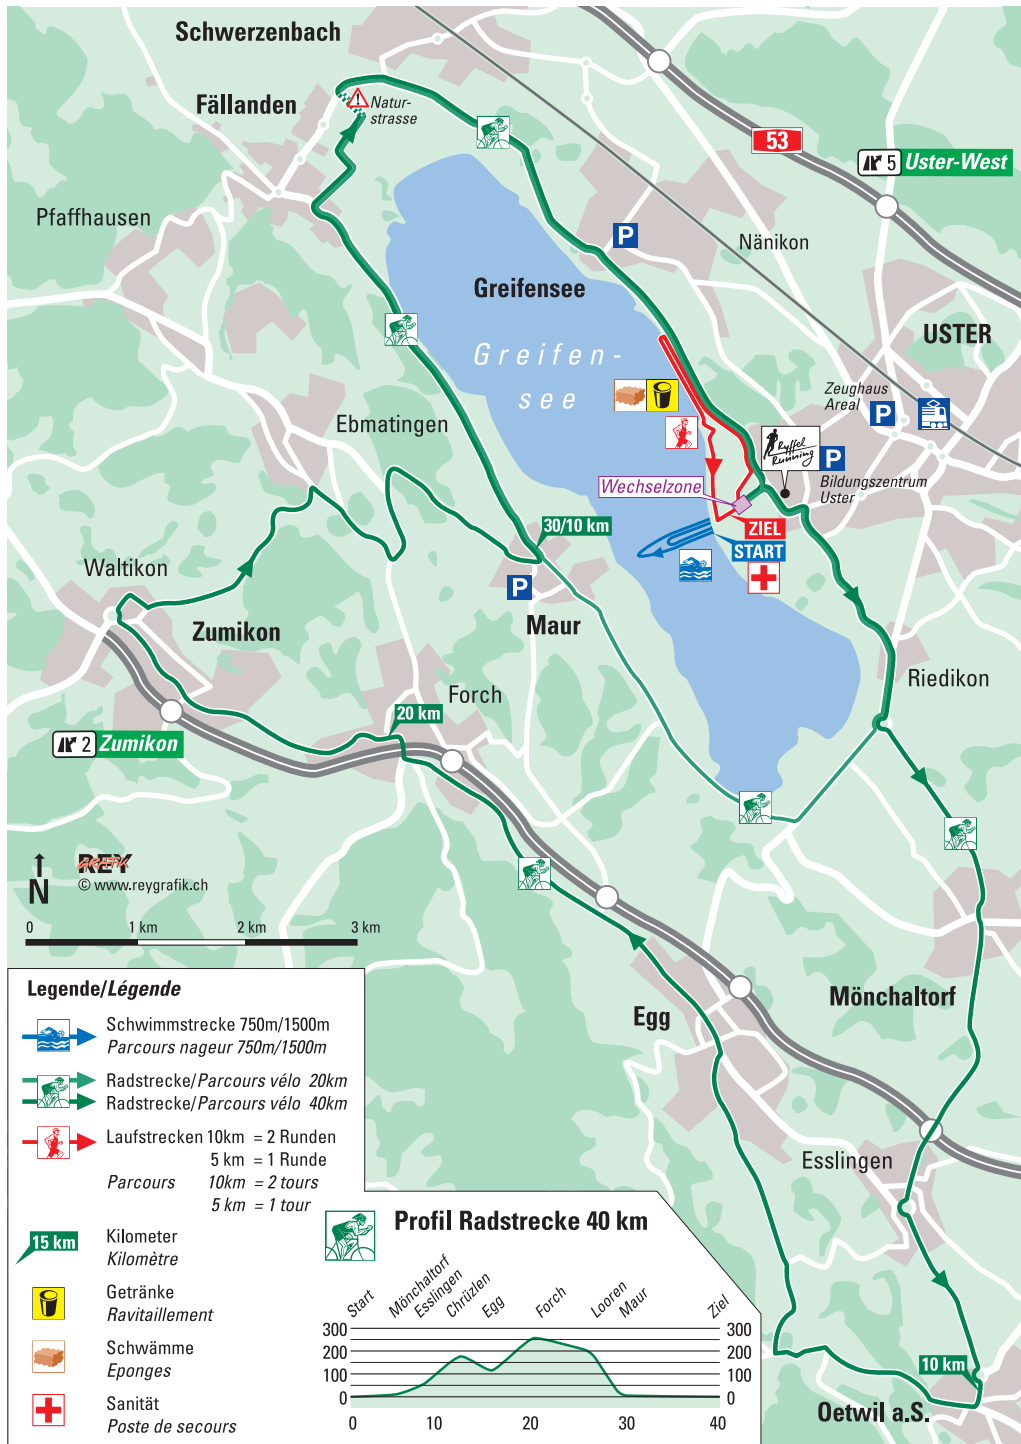 Schwerzenbach
Fällanden
Natur-
strasse
53
5 Uster-West
Pfaffhausen
P
Nänikon
Greifensee
USTER
Greifen-
see
Zeughaus
Areal
P
Ebmatingen
Ryffel
Running
P
Bildungszentrum
Uster
Wechselzone
30/10 km
ZIEL
START
Waltikon
P
Zumikon
Maur
Riedikon
Forch
20 km
2 Zumikon
REY
GRAFIK
© www.reygrafik.ch
N
0 1 km 2 km 3 km
Mönchaltorf
Egg
Esslingen
10 km
Oetwil a.S.
Legende/Légende
Schwimmstrecke 750m/1500m
Parcours nageur 750m/1500m
Radstrecke/Parcours vélo 20km
Radstrecke/Parcours vélo 40km
Laufstrecken 10km = 2 Runden
5 km = 1 Runde
Parcours 10km = 2 tours
5 km = 1 tour
15 km
Kilometer
Kilomètre
Getränke
Ravitaillement
Schwämme
Eponges
Sanität
Poste de secours
Profil Radstrecke 40 km
Start Mönchaltorf Esslingen Chrüzlen Egg Forch Looren Maur Ziel
300 300
200 200
100 100
0 0
0 10 20 30 40